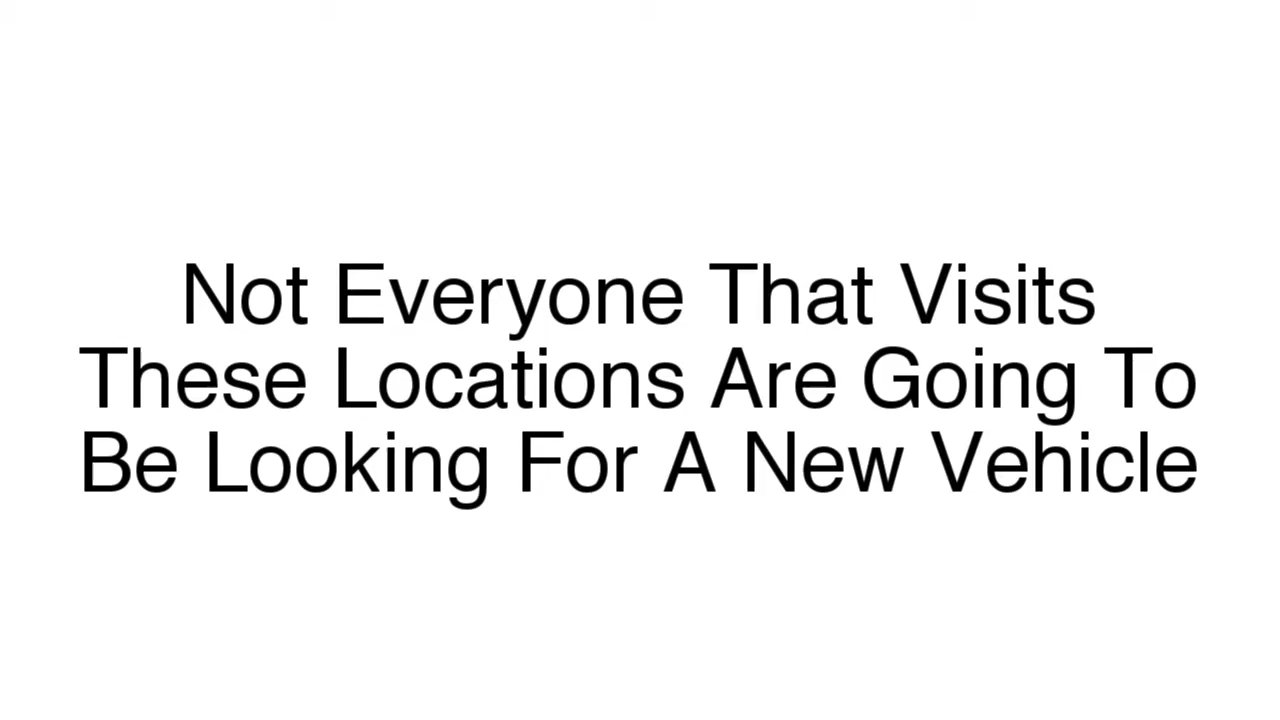 Not Everyone That Visits
These Locations Are Going To
Be Looking For A New Vehicle